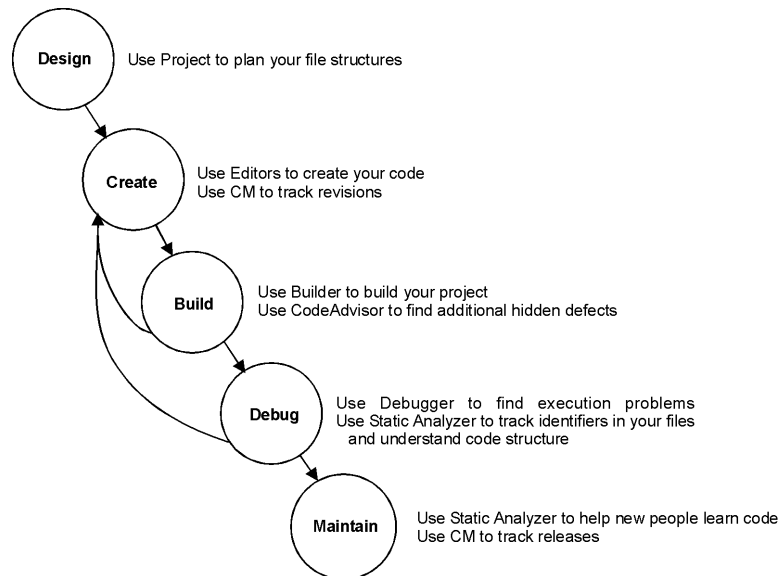 Design
Use Project to plan your file structures
Create
Use Editors to create your code
Use CM to track revisions
Build
Use Builder to build your project
Use CodeAdvisor to find additional hidden defects
Debug
Use Debugger to find execution problems
Use Static Analyzer to track identifiers in your files
and understand code structure
Maintain
Use Static Analyzer to help new people learn code
Use CM to track releases